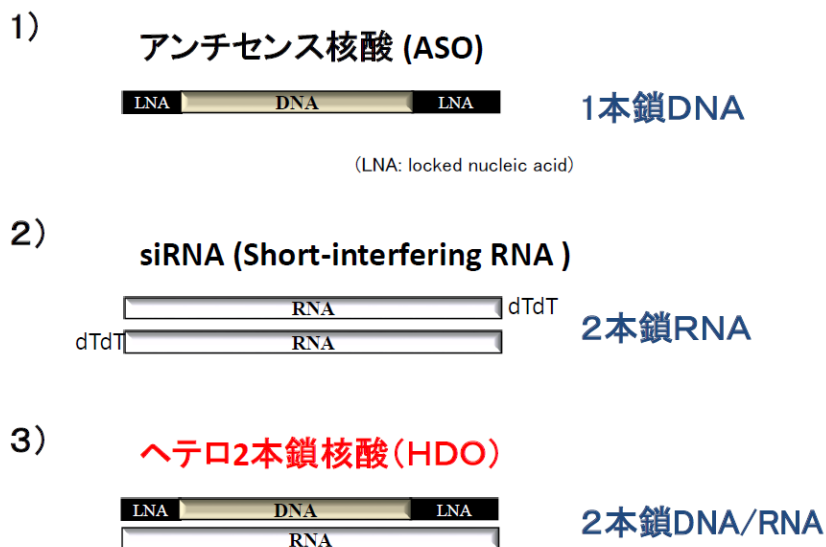 1)
アンチセンス核酸 (ASO)
LNA DNA LNA
1本鎖DNA
(LNA: locked nucleic acid)
2)
siRNA (Short-interfering RNA )
RNA dTdT
dTdT RNA
2本鎖RNA
3)
ヘテロ2本鎖核酸(HDO)
LNA DNA LNA
RNA
2本鎖DNA/RNA